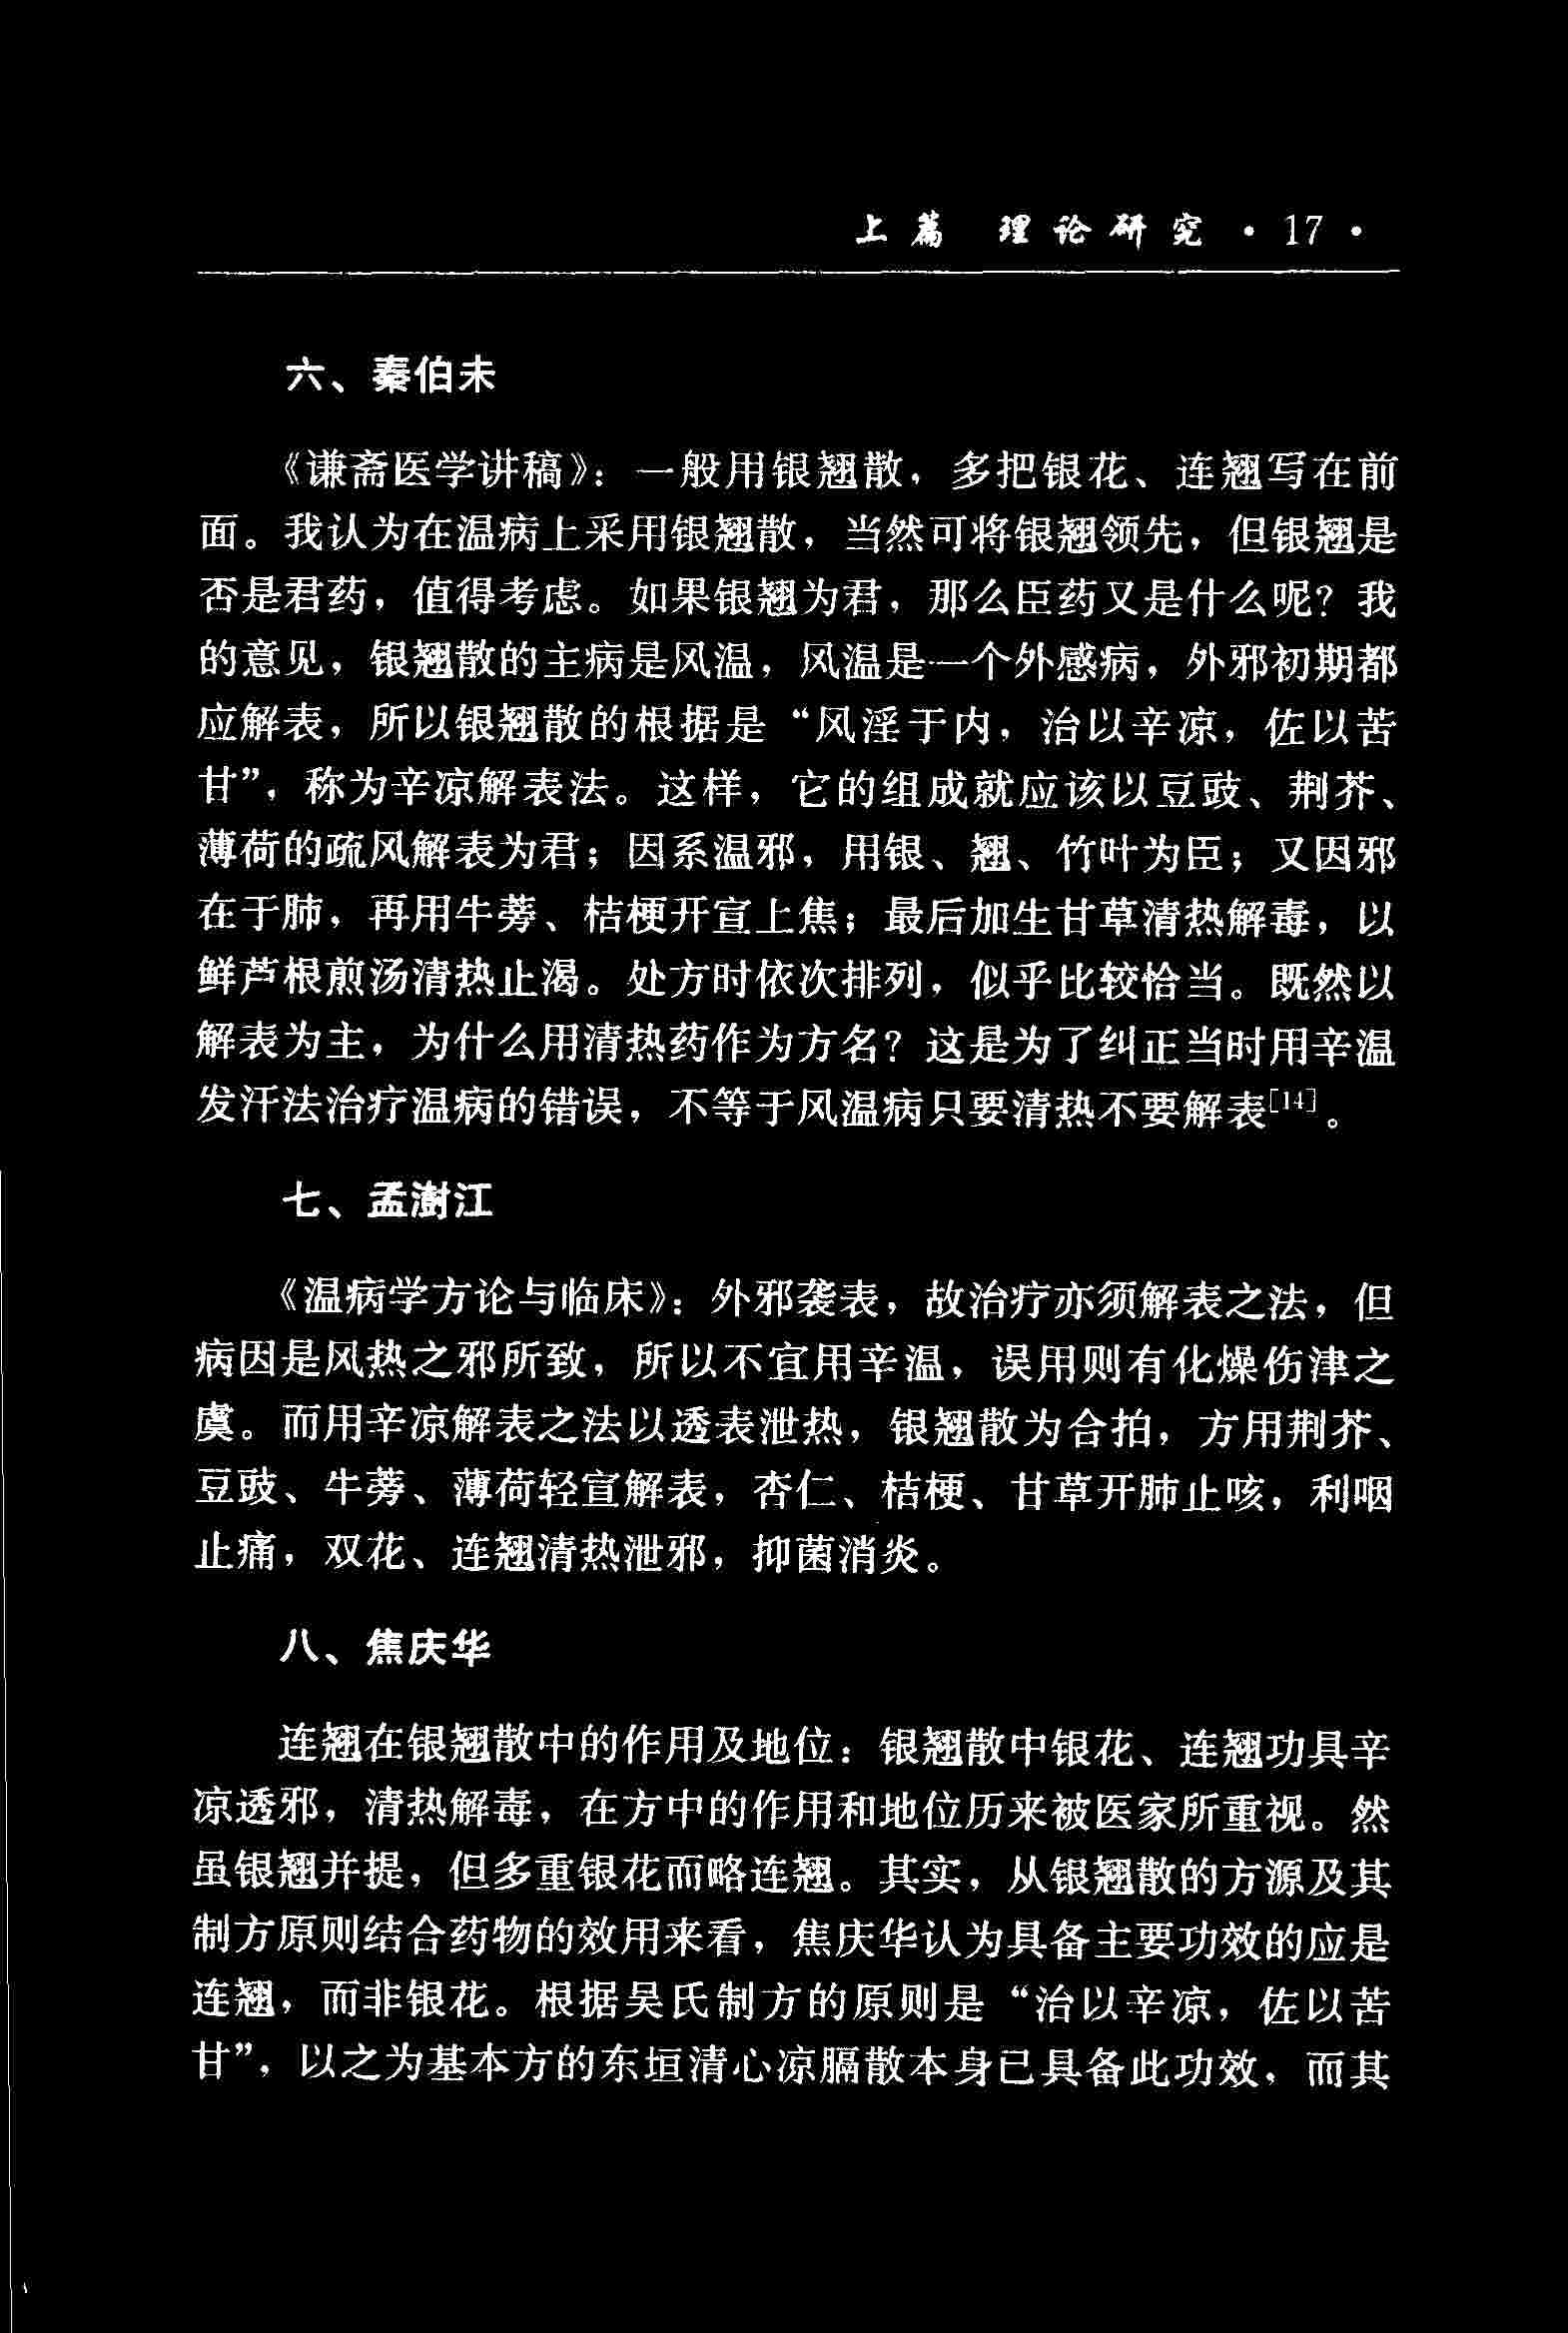 上篇 理论研究 · 17 ·
六、秦伯未
《谦斋医学讲稿》：一般用银翘散，多把银花、连翘写在前
面。我认为在温病上采用银翘散，当然可将银翘领先，但银翘是
否是君药，值得考虑。如果银翘为君，那么臣药又是什么呢？我
的意见，银翘散的主病是风温，风温是一个外感病，外邪初期都
应解表，所以银翘散的根据是“风淫于内，治以辛凉，佐以苦
甘”，称为辛凉解表法。这样，它的组成就应该以豆豉、荆芥、
薄荷的疏风解表为君；因系温邪，用银、翘、竹叶为臣；又因邪
在于肺，再用牛蒡、桔梗开宣上焦；最后加生甘草清热解毒，以
鲜芦根煎汤清热止渴。处方时依次排列，似乎比较恰当。既然以
解表为主，为什么用清热药作为方名？这是为了纠正当时用辛温
发汗法治疗温病的错误，不等于风温病只要清热不要解表[14]。
七、孟澍江
《温病学方论与临床》：外邪袭表，故治疗亦须解表之法，但
病因是风热之邪所致，所以不宜用辛温，误用则有化燥伤津之
虞。而用辛凉解表之法以透表泄热，银翘散为合拍，方用荆芥、
豆豉、牛蒡、薄荷轻宣解表，杏仁、桔梗、甘草开肺止咳，利咽
止痛，双花、连翘清热泄邪，抑菌消炎。
八、焦庆华
连翘在银翘散中的作用及地位：银翘散中银花、连翘功具辛
凉透邪，清热解毒，在方中的作用和地位历来被医家所重视。然
虽银翘并提，但多重银花而略连翘。其实，从银翘散的方源及其
制方原则结合药物的效用来看，焦庆华认为具备主要功效的应是
连翘，而非银花。根据吴氏制方的原则是“治以辛凉，佐以苦
甘”，以之为基本方的东垣清心凉膈散本身已具备此功效，而其